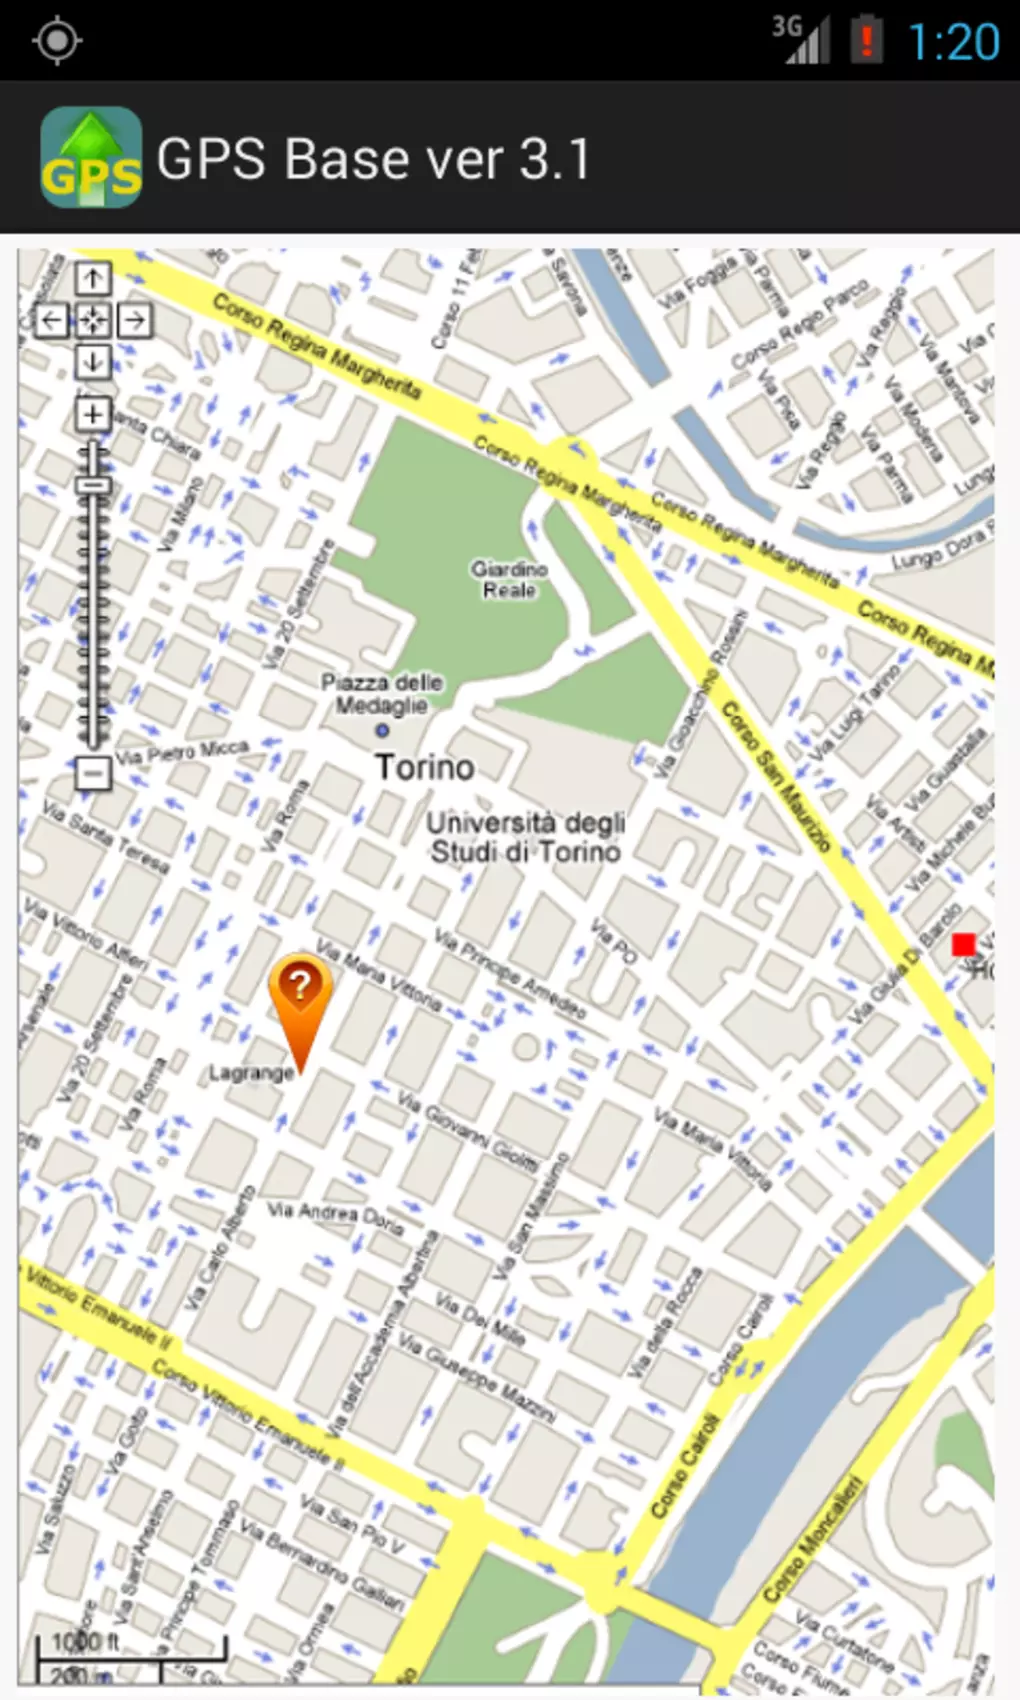 3G
1:20
GPS
GPS Base ver 3.1
Corso Regina Margherita
Corso 11 Feb
Via Foggia
Via Parma
Corso Regio Parco
Via Reggio
Via Mantova
Via Pisa
Via Modena
Via Reggio
Via Parma
Santa Chiara
Via Milano
Corso Regina Margherita
Corso Regina Margherita
Lungo Dora
Corso Regina M
Giardino
Reale
Via 20 Settembre
Piazza delle
Medaglie
Via Gioacchino Rossini
Via Luigi Tarino
Corso San Maurizio
Via Guastalla
Via Pietro Micca
Torino
Via Roma
Via Santa Teresa
Università degli
Studi di Torino
Via Artisti
Via Michele Bu
Via Vittorio Alfieri
Via Maria Vittoria
Via Principe Amedeo
Via PO
Via Giulia Di Barolo
Ho
?
Via 20 Settembre
Lagrange
Via Roma
Via Giovanni Giolitti
Via Maria Vittoria
Via Andrea Doria
Via Carlo Alberto
Via San Massimo
Via dell'Accademia Albertina
Via Dei Mille
Via della Rocca
Corso Cairoli
Vittorio Emanuele II
Via Giuseppe Mazzini
Corso Vittorio Emanuele II
Corso Cairoli
Via Goito
Via Saluzzo
Via San Pio V
Via Bernardino Galliari
Via Sant'Anselmo
Via Principe Tommaso
Via Ormea
Corso Moncalieri
Via Curtatone
Corso Fiume
1000 ft
200 m